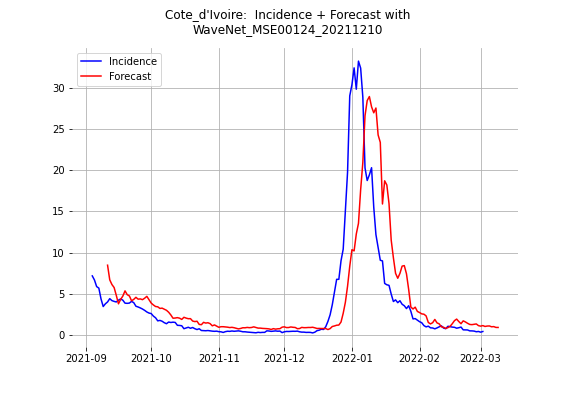 Cote_d'Ivoire:  Incidence + Forecast with
WaveNet_MSE00124_20211210
Incidence
Forecast
30
25
20
15
10
5
0
2021-09 2021-10 2021-11 2021-12 2022-01 2022-02 2022-03